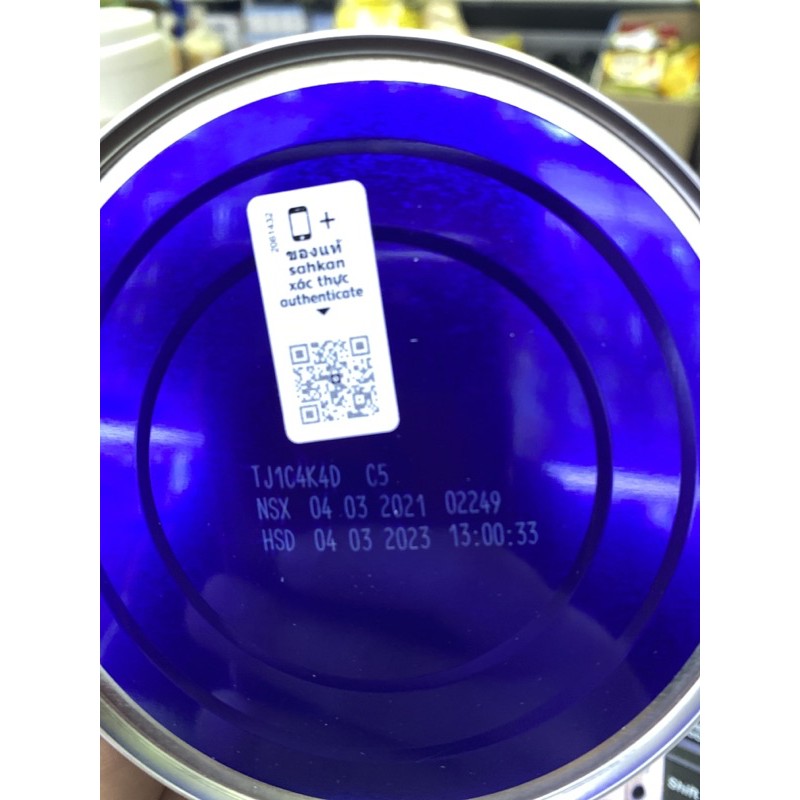 2061432
+
ของแท้
sahkan
xác thực
authenticate
TJ1C4K4D C5
NSX 04 03 2021 02249
HSD 04 03 2023 13:00:33
Shift